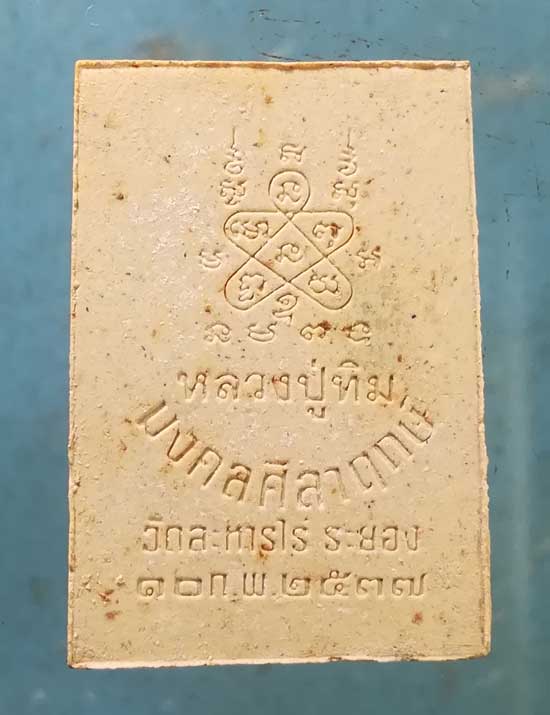 หลวงปู่ทิม
มงคลศิลาฤกษ์
วัดละหารไร่ ระยอง
๑๒ ก.พ. ๒๕๓๗